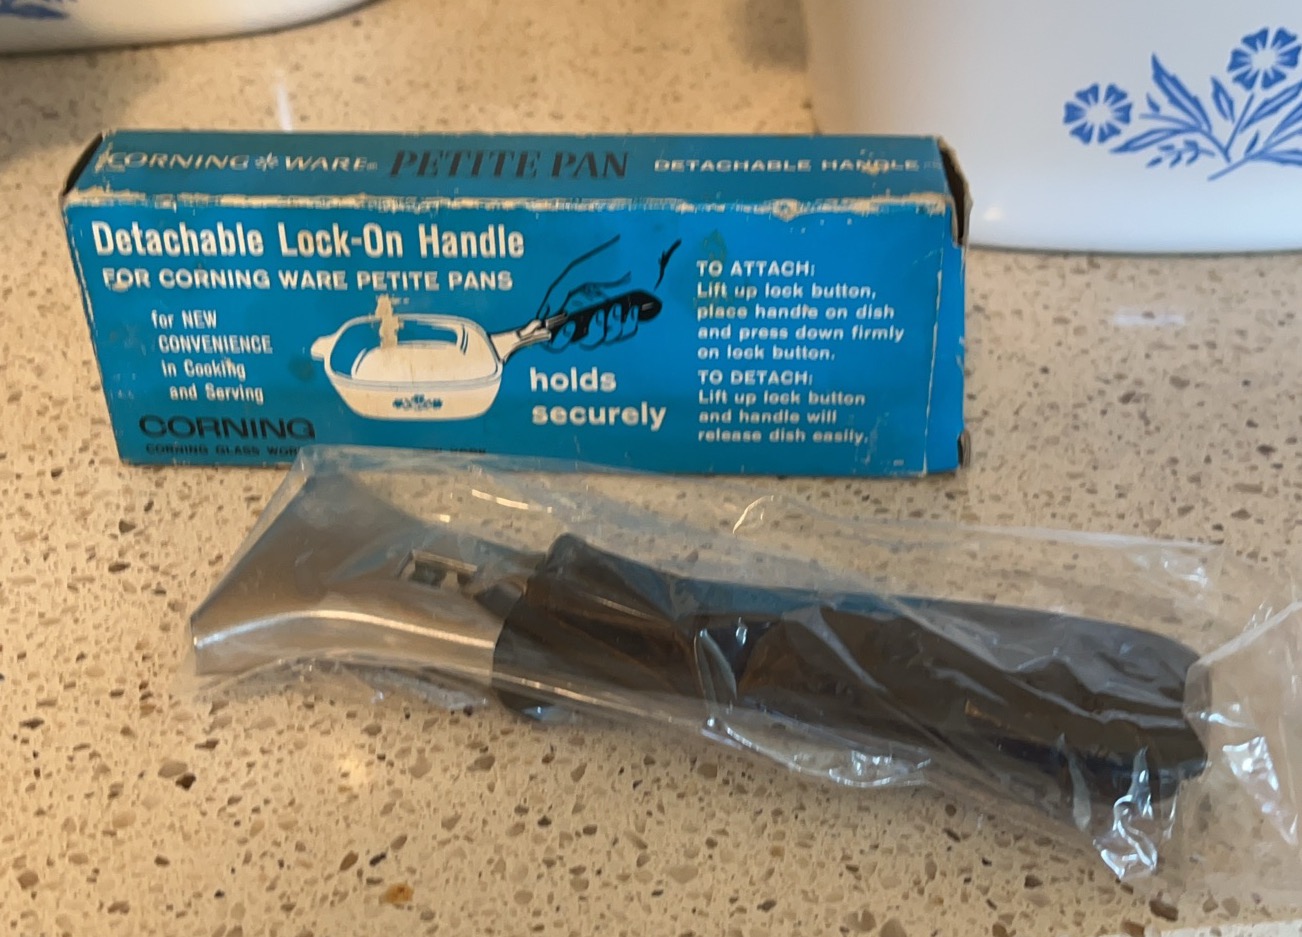 CORNING WARE® PETITE PAN DETACHABLE HANDLE
Detachable Lock-On Handle
FOR CORNING WARE PETITE PANS
for NEW
CONVENIENCE
in Cooking
and Serving
holds
securely
CORNING
CORNING GLASS
TO ATTACH:
Lift up lock button,
place handle on dish
and press down firmly
on lock button.
TO DETACH:
Lift up lock button
and handle will
release dish easily.